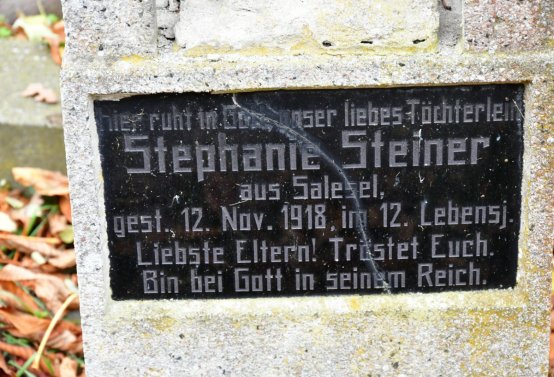 hier ruht in Gott unser liebes Töchterlein
Stephanie Steiner
aus Salesel,
gest. 12. Nov. 1918, im 12. Lebensj.
Liebste Eltern! Tröstet Euch.
Bin bei Gott in seinem Reich.